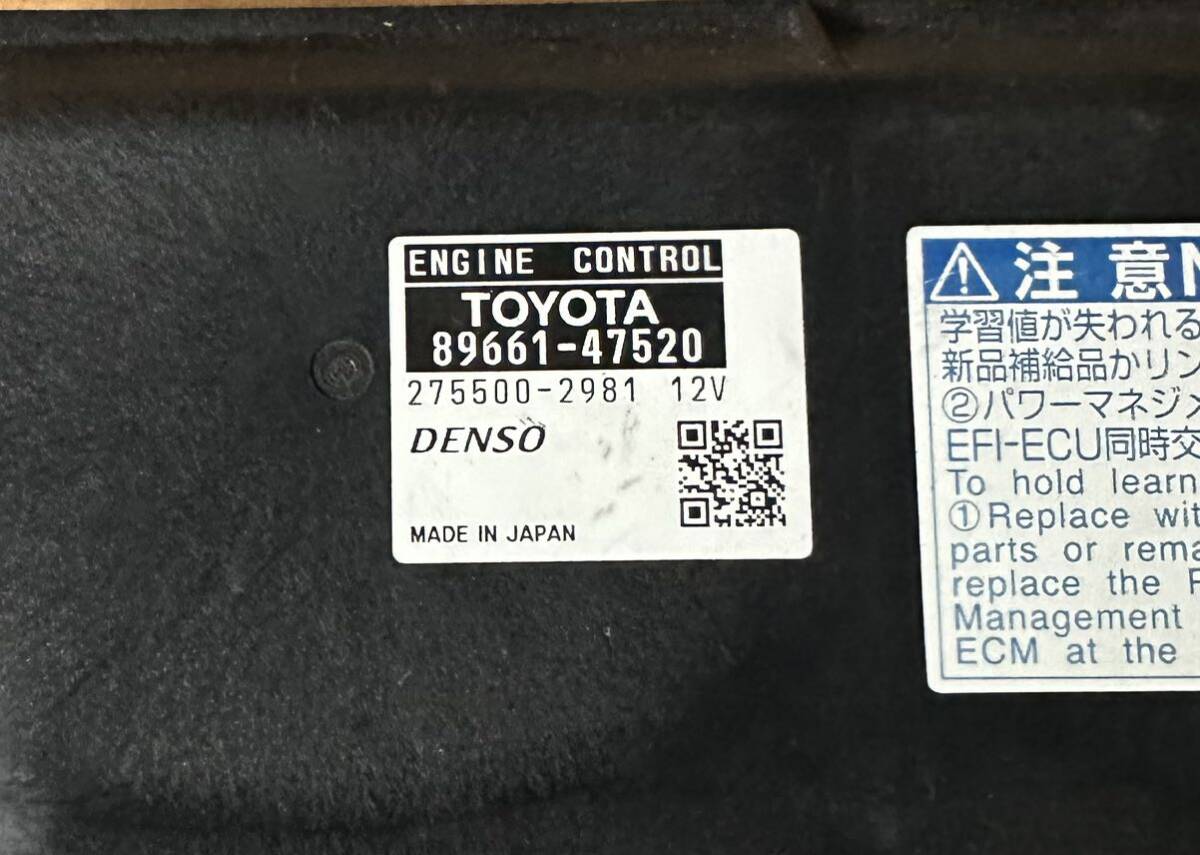 ENGINE CONTROL
TOYOTA
89661-47520
275500-2981 12V
DENSO
MADE IN JAPAN
注 意
学習値が失われる
新品補給品かリン
②パワーマネジメ
EFI-ECU同時交
To hold learn
①Replace wit
parts or rema
replace the
Management
ECM at the